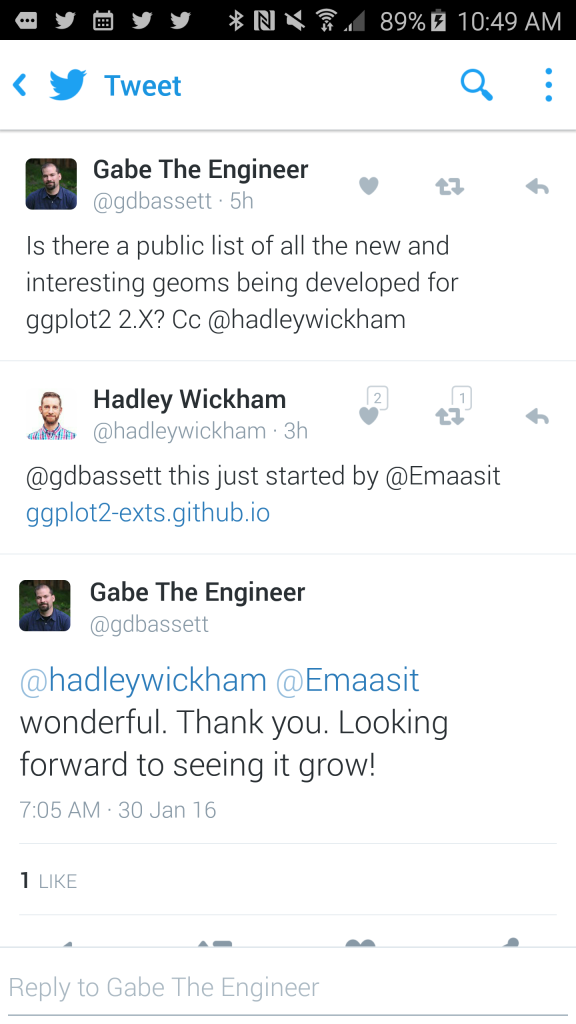 89% 10:49 AM
Tweet
Gabe The Engineer
@gdbassett · 5h
Is there a public list of all the new and
interesting geoms being developed for
ggplot2 2.X? Cc @hadleywickham
Hadley Wickham
2
1
@hadleywickham · 3h
@gdbassett this just started by @Emaasit
ggplot2-exts.github.io
Gabe The Engineer
@gdbassett
@hadleywickham @Emaasit
wonderful. Thank you. Looking
forward to seeing it grow!
7:05 AM · 30 Jan 16
1 LIKE
Reply to Gabe The Engineer